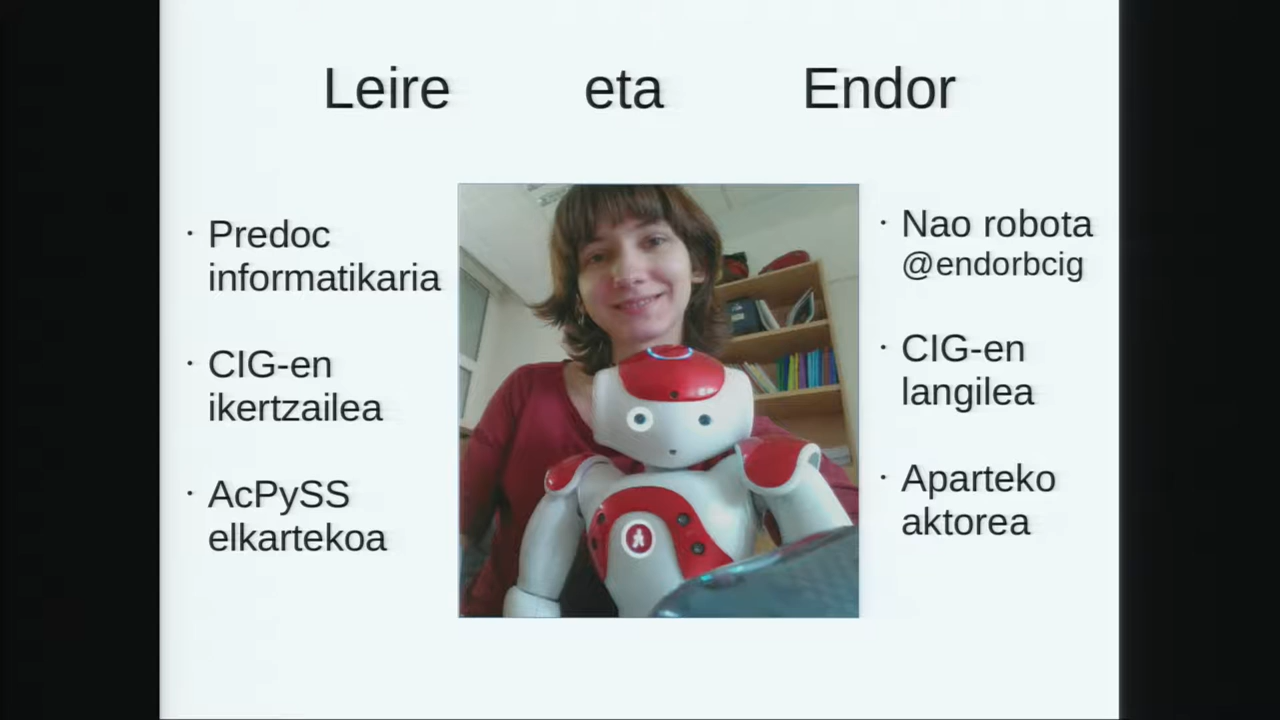 Leire eta Endor
· Predoc
informatikaria
· CIG-en
ikertzailea
· AcPySS
elkartekoa
· Nao robota
@endorbcig
· CIG-en
langilea
· Aparteko
aktorea